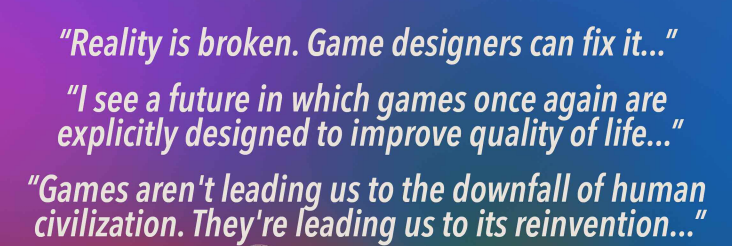 “Reality is broken. Game designers can fix it...”
“I see a future in which games once again are
explicitly designed to improve quality of life...”
“Games aren't leading us to the downfall of human
civilization. They're leading us to its reinvention...”